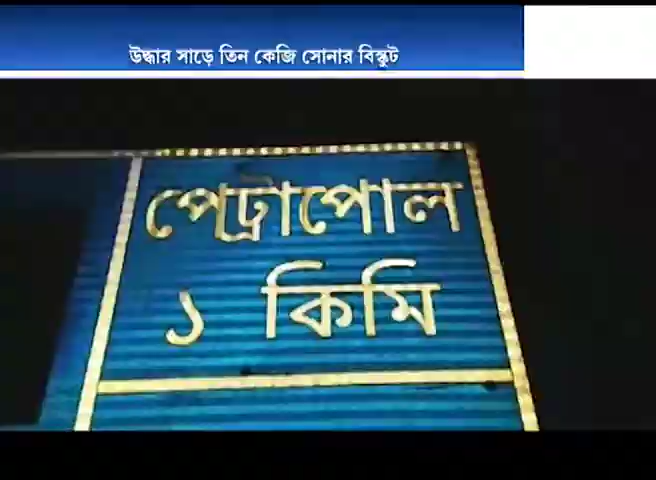 উদ্ধার সাড়ে তিন কেজি সোনার বিস্কুট
পেট্রাপোল
১ কিমি